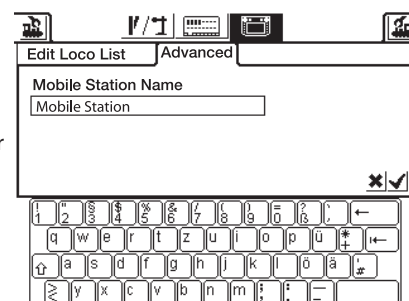 Edit Loco List Advanced
Mobile Station Name
Mobile Station
r
! " § $ % & / ( ) = ? ; ←
1 2 3 4 5 6 7 8 9 0 ß
q w e r t z u i o p ü * +
a s d f g h j k l ö ä ' #
> < y x c v b n m ; , : . _ -